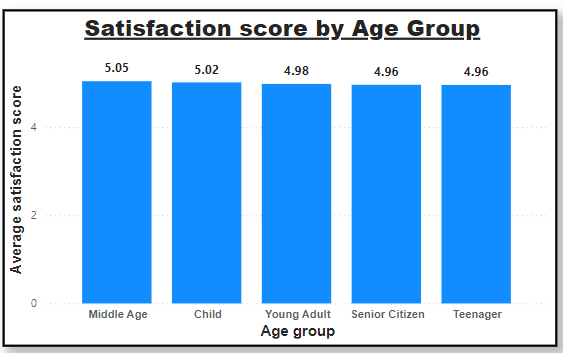 Satisfaction score by Age Group
5.05 5.02 4.98 4.96 4.96
Average satisfaction score
4
2
0
Middle Age Child Young Adult Senior Citizen Teenager
Age group